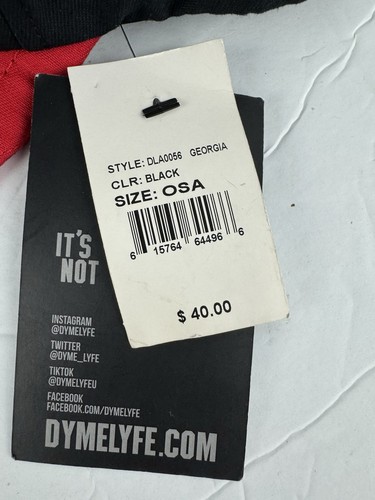 STYLE: DLA0056 GEORGIA
CLR: BLACK
SIZE: OSA
6 15764 64496 6
$ 40.00
IT'S
NOT
INSTAGRAM
@DYMELYFE
TWITTER
@DYME_LYFE
TIKTOK
@DYMELYFEU
FACEBOOK
FACEBOOK.COM/DYMELYFE
DYMELYFE.COM